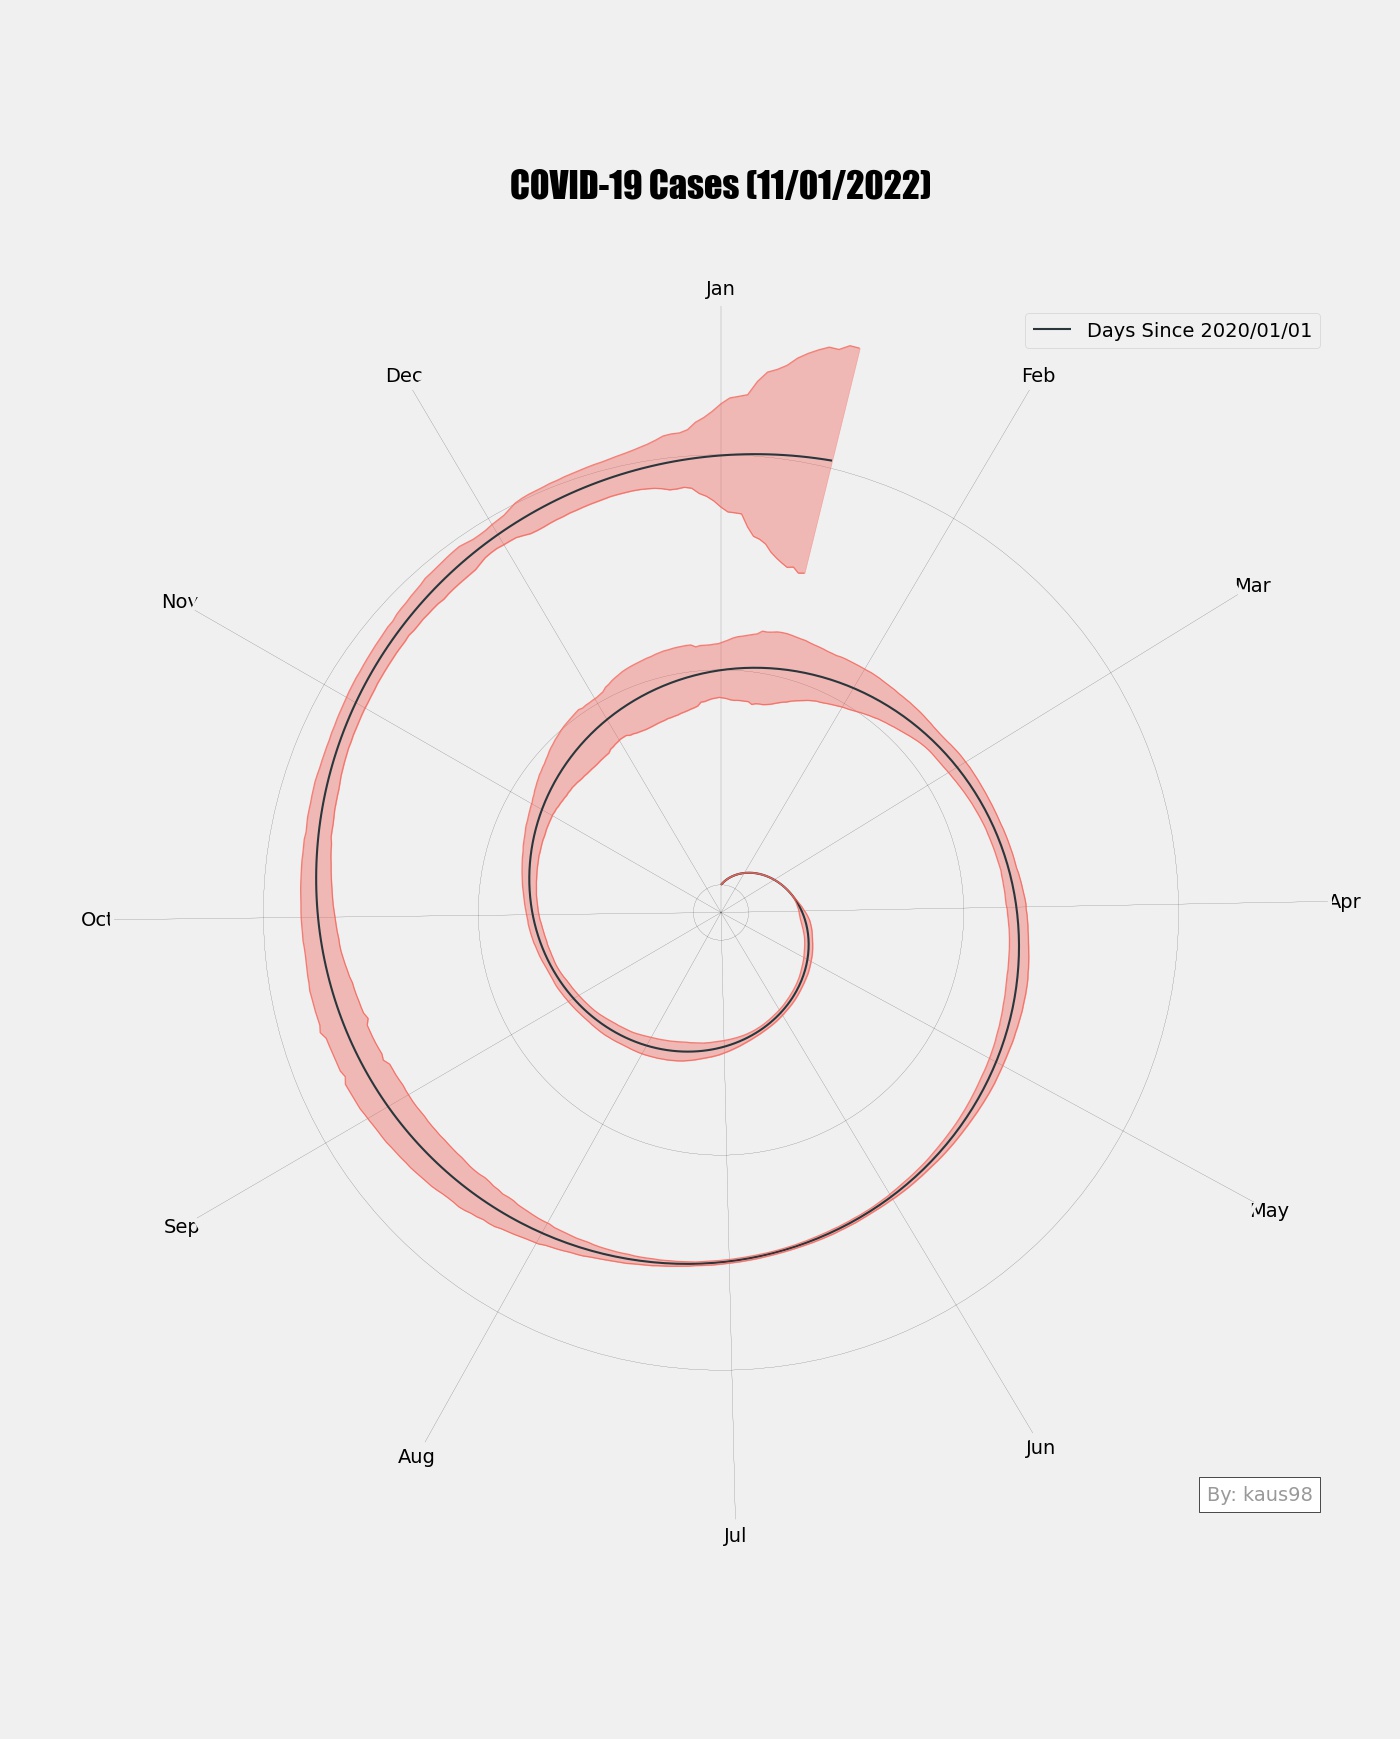 COVID-19 Cases (11/01/2022)
Jan
Days Since 2020/01/01
Dec
Feb
Nov
Mar
Oct
Apr
Sep
May
Aug
Jun
Jul
By: kaus98